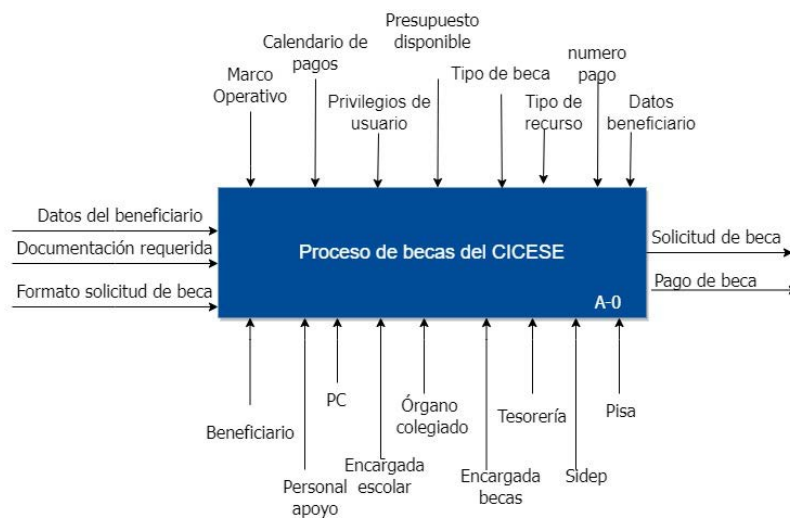 Presupuesto
disponible
Calendario de
pagos
numero
pago
Marco
Operativo
Tipo de beca
Privilegios de
usuario
Tipo de
recurso
Datos
beneficiario
Datos del beneficiario
Documentación requerida
Formato solicitud de beca
Proceso de becas del CICESE
A-0
Solicitud de beca
Pago de beca
Beneficiario
Personal
apoyo
PC
Encargada
escolar
Órgano
colegiado
Encargada
becas
Tesorería
Sidep
Pisa